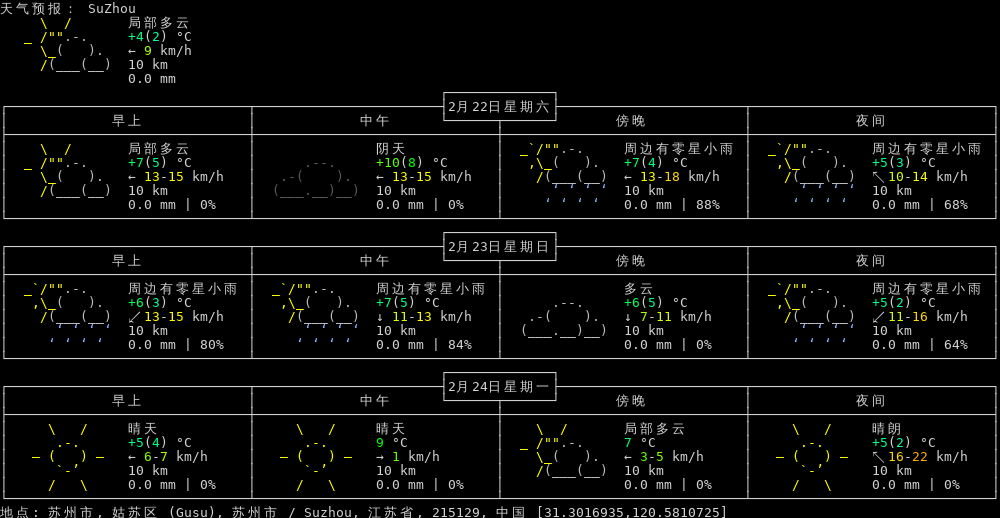 天气预报： SuZhou
局部多云
+4(2) °C
← 9 km/h
10 km
0.0 mm
2月22日星期六
早上 中午 傍晚 夜间
局部多云 阴天 周边有零星小雨 周边有零星小雨
+7(5) °C +10(8) °C +7(4) °C +5(3) °C
← 13-15 km/h ← 13-15 km/h ← 13-18 km/h ↖ 10-14 km/h
10 km 10 km 10 km 10 km
0.0 mm | 0% 0.0 mm | 0% 0.0 mm | 88% 0.0 mm | 68%
2月23日星期日
早上 中午 傍晚 夜间
周边有零星小雨 周边有零星小雨 多云 周边有零星小雨
+6(3) °C +7(5) °C +6(5) °C +5(2) °C
↙ 13-15 km/h ↓ 11-13 km/h ↓ 7-11 km/h ↙ 11-16 km/h
10 km 10 km 10 km 10 km
0.0 mm | 80% 0.0 mm | 84% 0.0 mm | 0% 0.0 mm | 64%
2月24日星期一
早上 中午 傍晚 夜间
晴天 晴天 局部多云 晴朗
+5(4) °C 9 °C 7 °C +5(2) °C
← 6-7 km/h → 1 km/h ← 3-5 km/h ↖ 16-22 km/h
10 km 10 km 10 km 10 km
0.0 mm | 0% 0.0 mm | 0% 0.0 mm | 0% 0.0 mm | 0%
地点: 苏州市, 姑苏区 (Gusu), 苏州市 / Suzhou, 江苏省, 215129, 中国 [31.3016935,120.5810725]